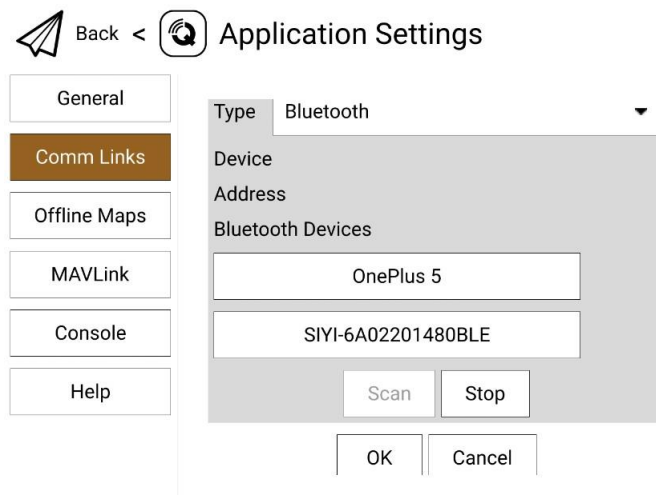 Back < Application Settings
General
Comm Links
Offline Maps
MAVLink
Console
Help
Type Bluetooth
Device
Address
Bluetooth Devices
OnePlus 5
SIYI-6A02201480BLE
Scan Stop
OK Cancel